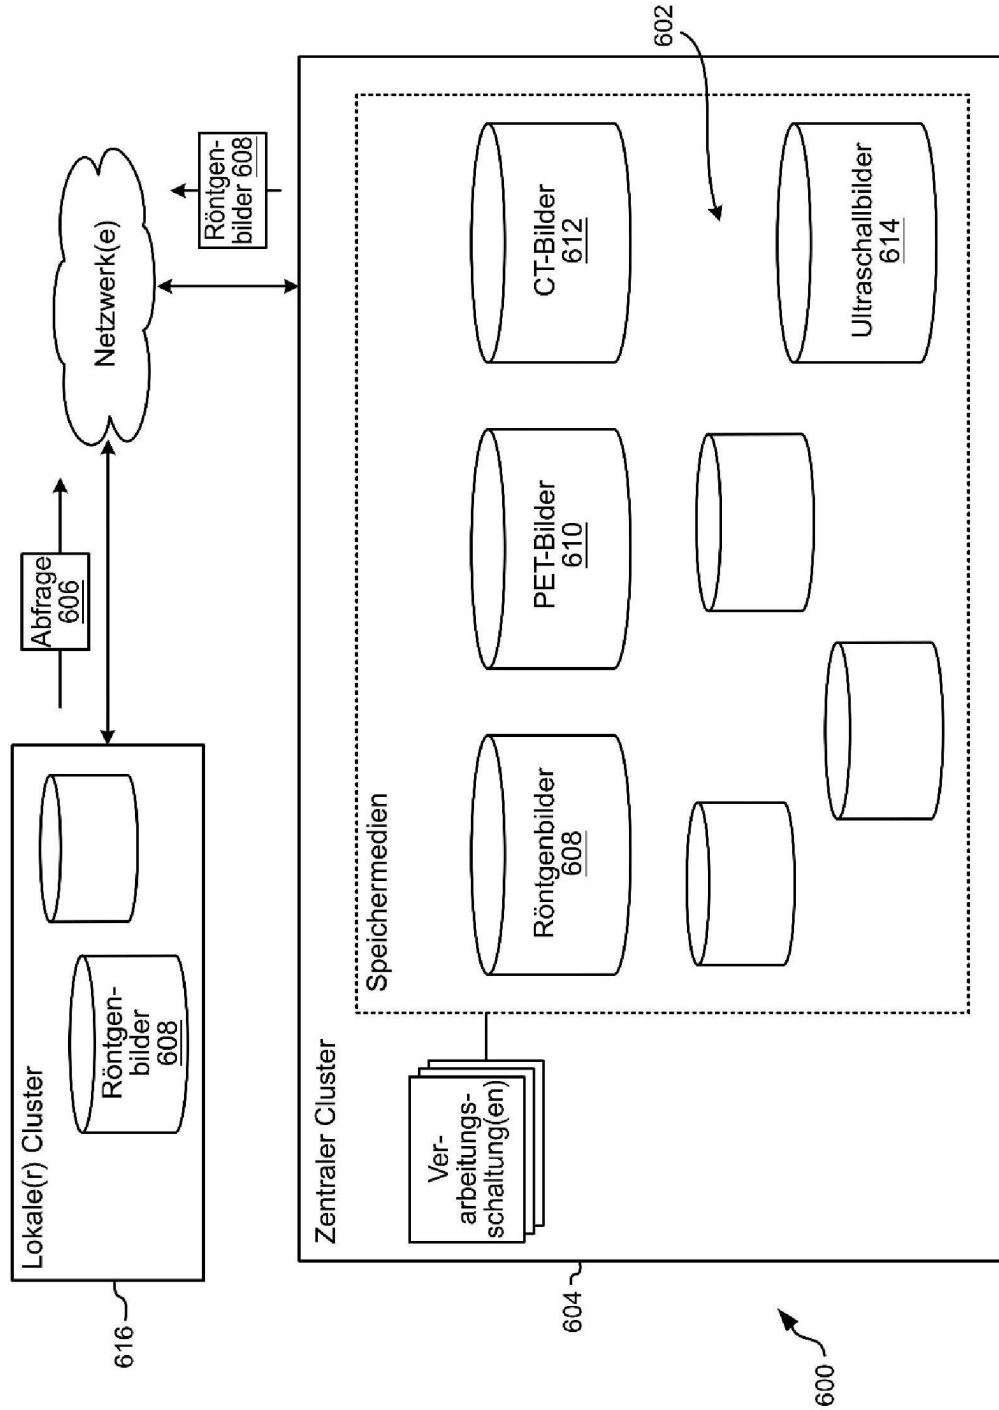 Lokale(r) Cluster
Röntgen-
bilder
608
616
Abfrage
606
Netzwerk(e)
Röntgen-
bilder 608
Zentraler Cluster
604
Ver-
arbeitungs-
schaltung(en)
Speichermedien
Röntgenbilder
608
PET-Bilder
610
CT-Bilder
612
Ultraschallbilder
614
602
600